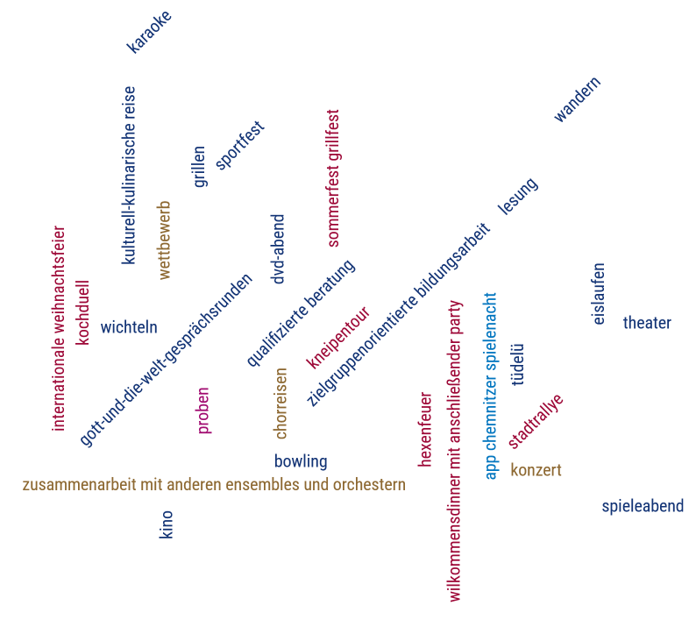 karaoke
wandern
kulturell-kulinarische reise
sommerfest grillfest
sportfest
grillen
lesung
wettbewerb
dvd-abend
internationale weihnachtsfeier
zielgruppenorientierte bildungsarbeit
qualifizierte beratung
eislaufen
gott-und-die-welt-gesprächsrunden
kochduell
wichteln
kneipentour
theater
app chemnitzer spielenacht
willkommensdinner mit anschließender party
tüdelü
chorreisen
proben
hexenfeuer
stadtrallye
bowling
konzert
zusammenarbeit mit anderen ensembles und orchestern
spieleabend
kino